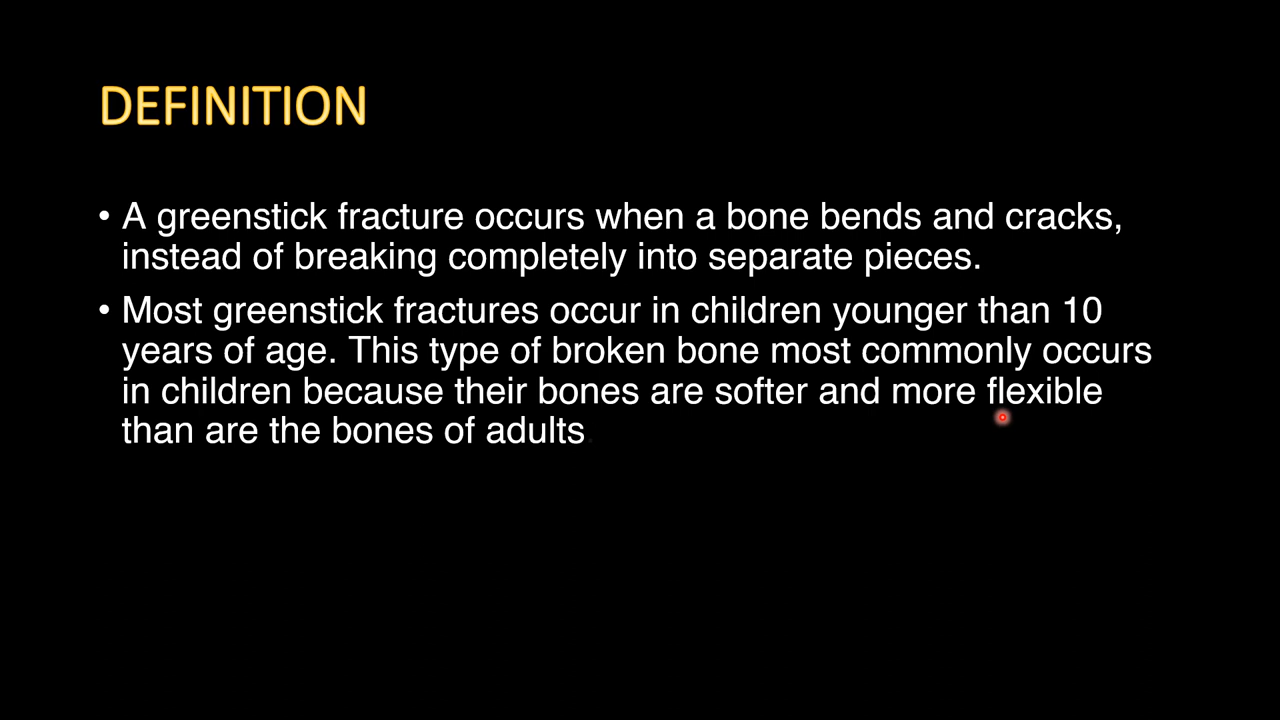 DEFINITION
• A greenstick fracture occurs when a bone bends and cracks,
instead of breaking completely into separate pieces.
• Most greenstick fractures occur in children younger than 10
years of age. This type of broken bone most commonly occurs
in children because their bones are softer and more flexible
than are the bones of adults.